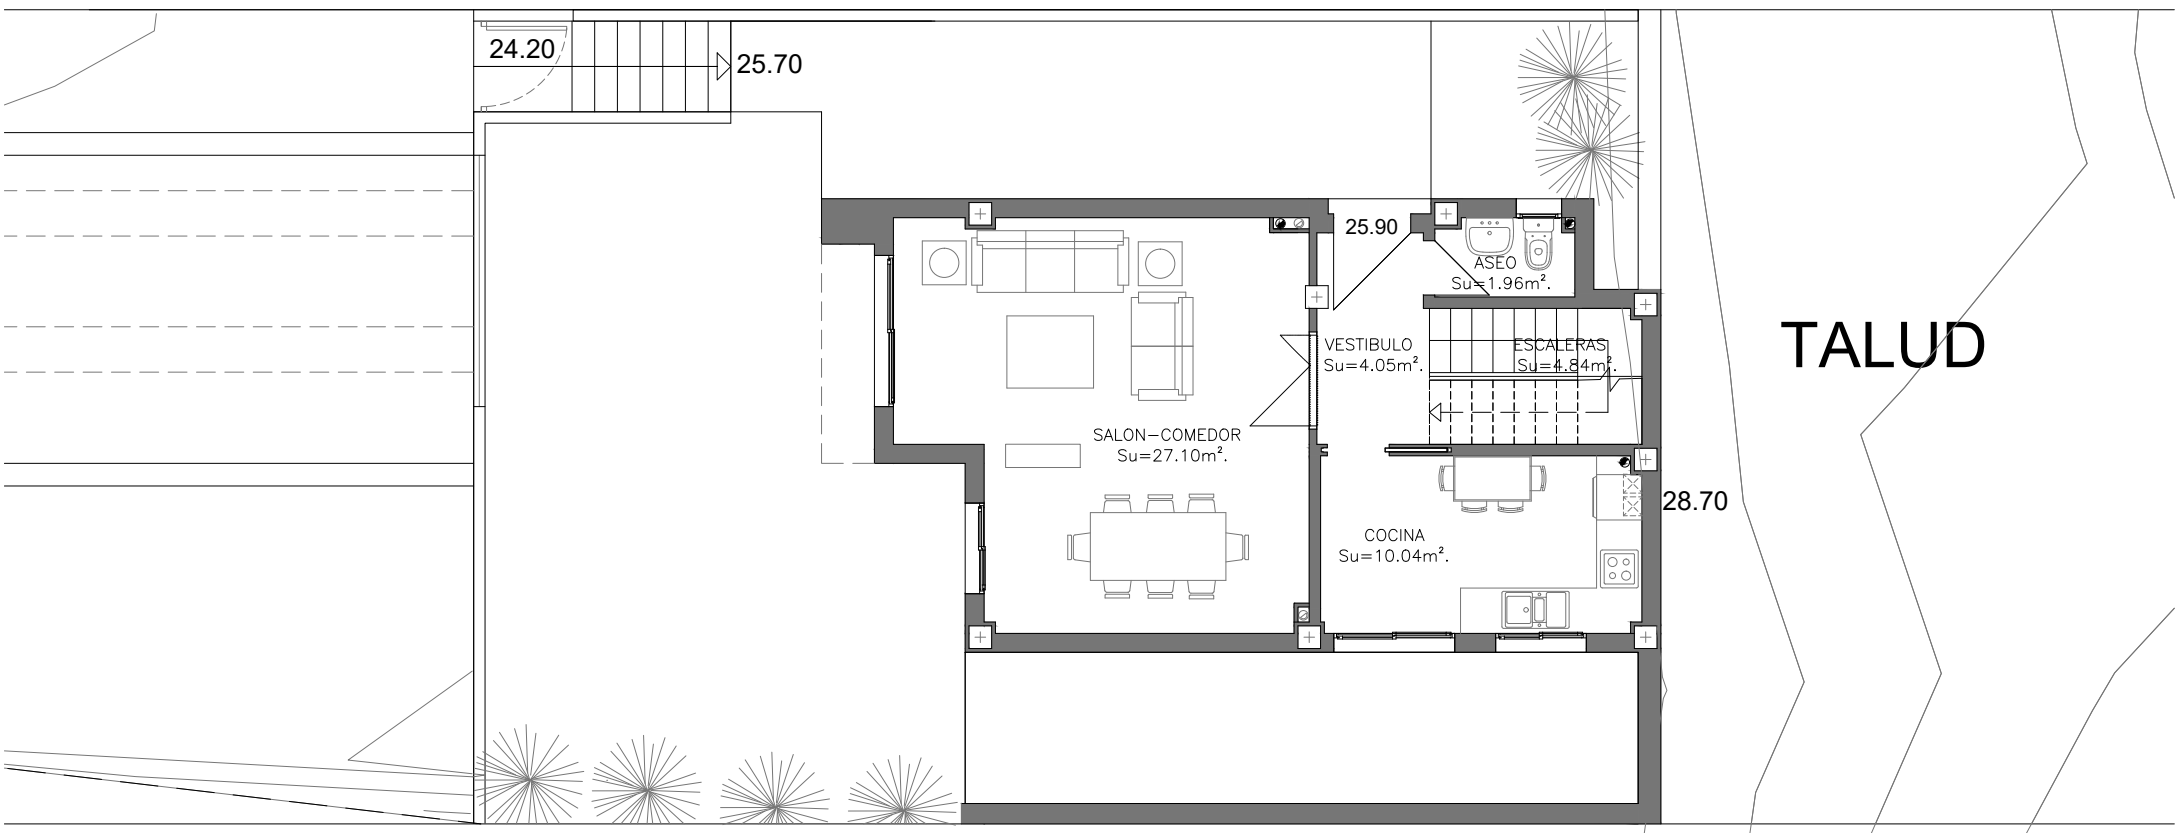 24.20
25.70
25.90
ASEO
Su=1.96m².
VESTIBULO
Su=4.05m².
ESCALERAS
Su=4.84m².
TALUD
SALON-COMEDOR
Su=27.10m².
28.70
COCINA
Su=10.04m².